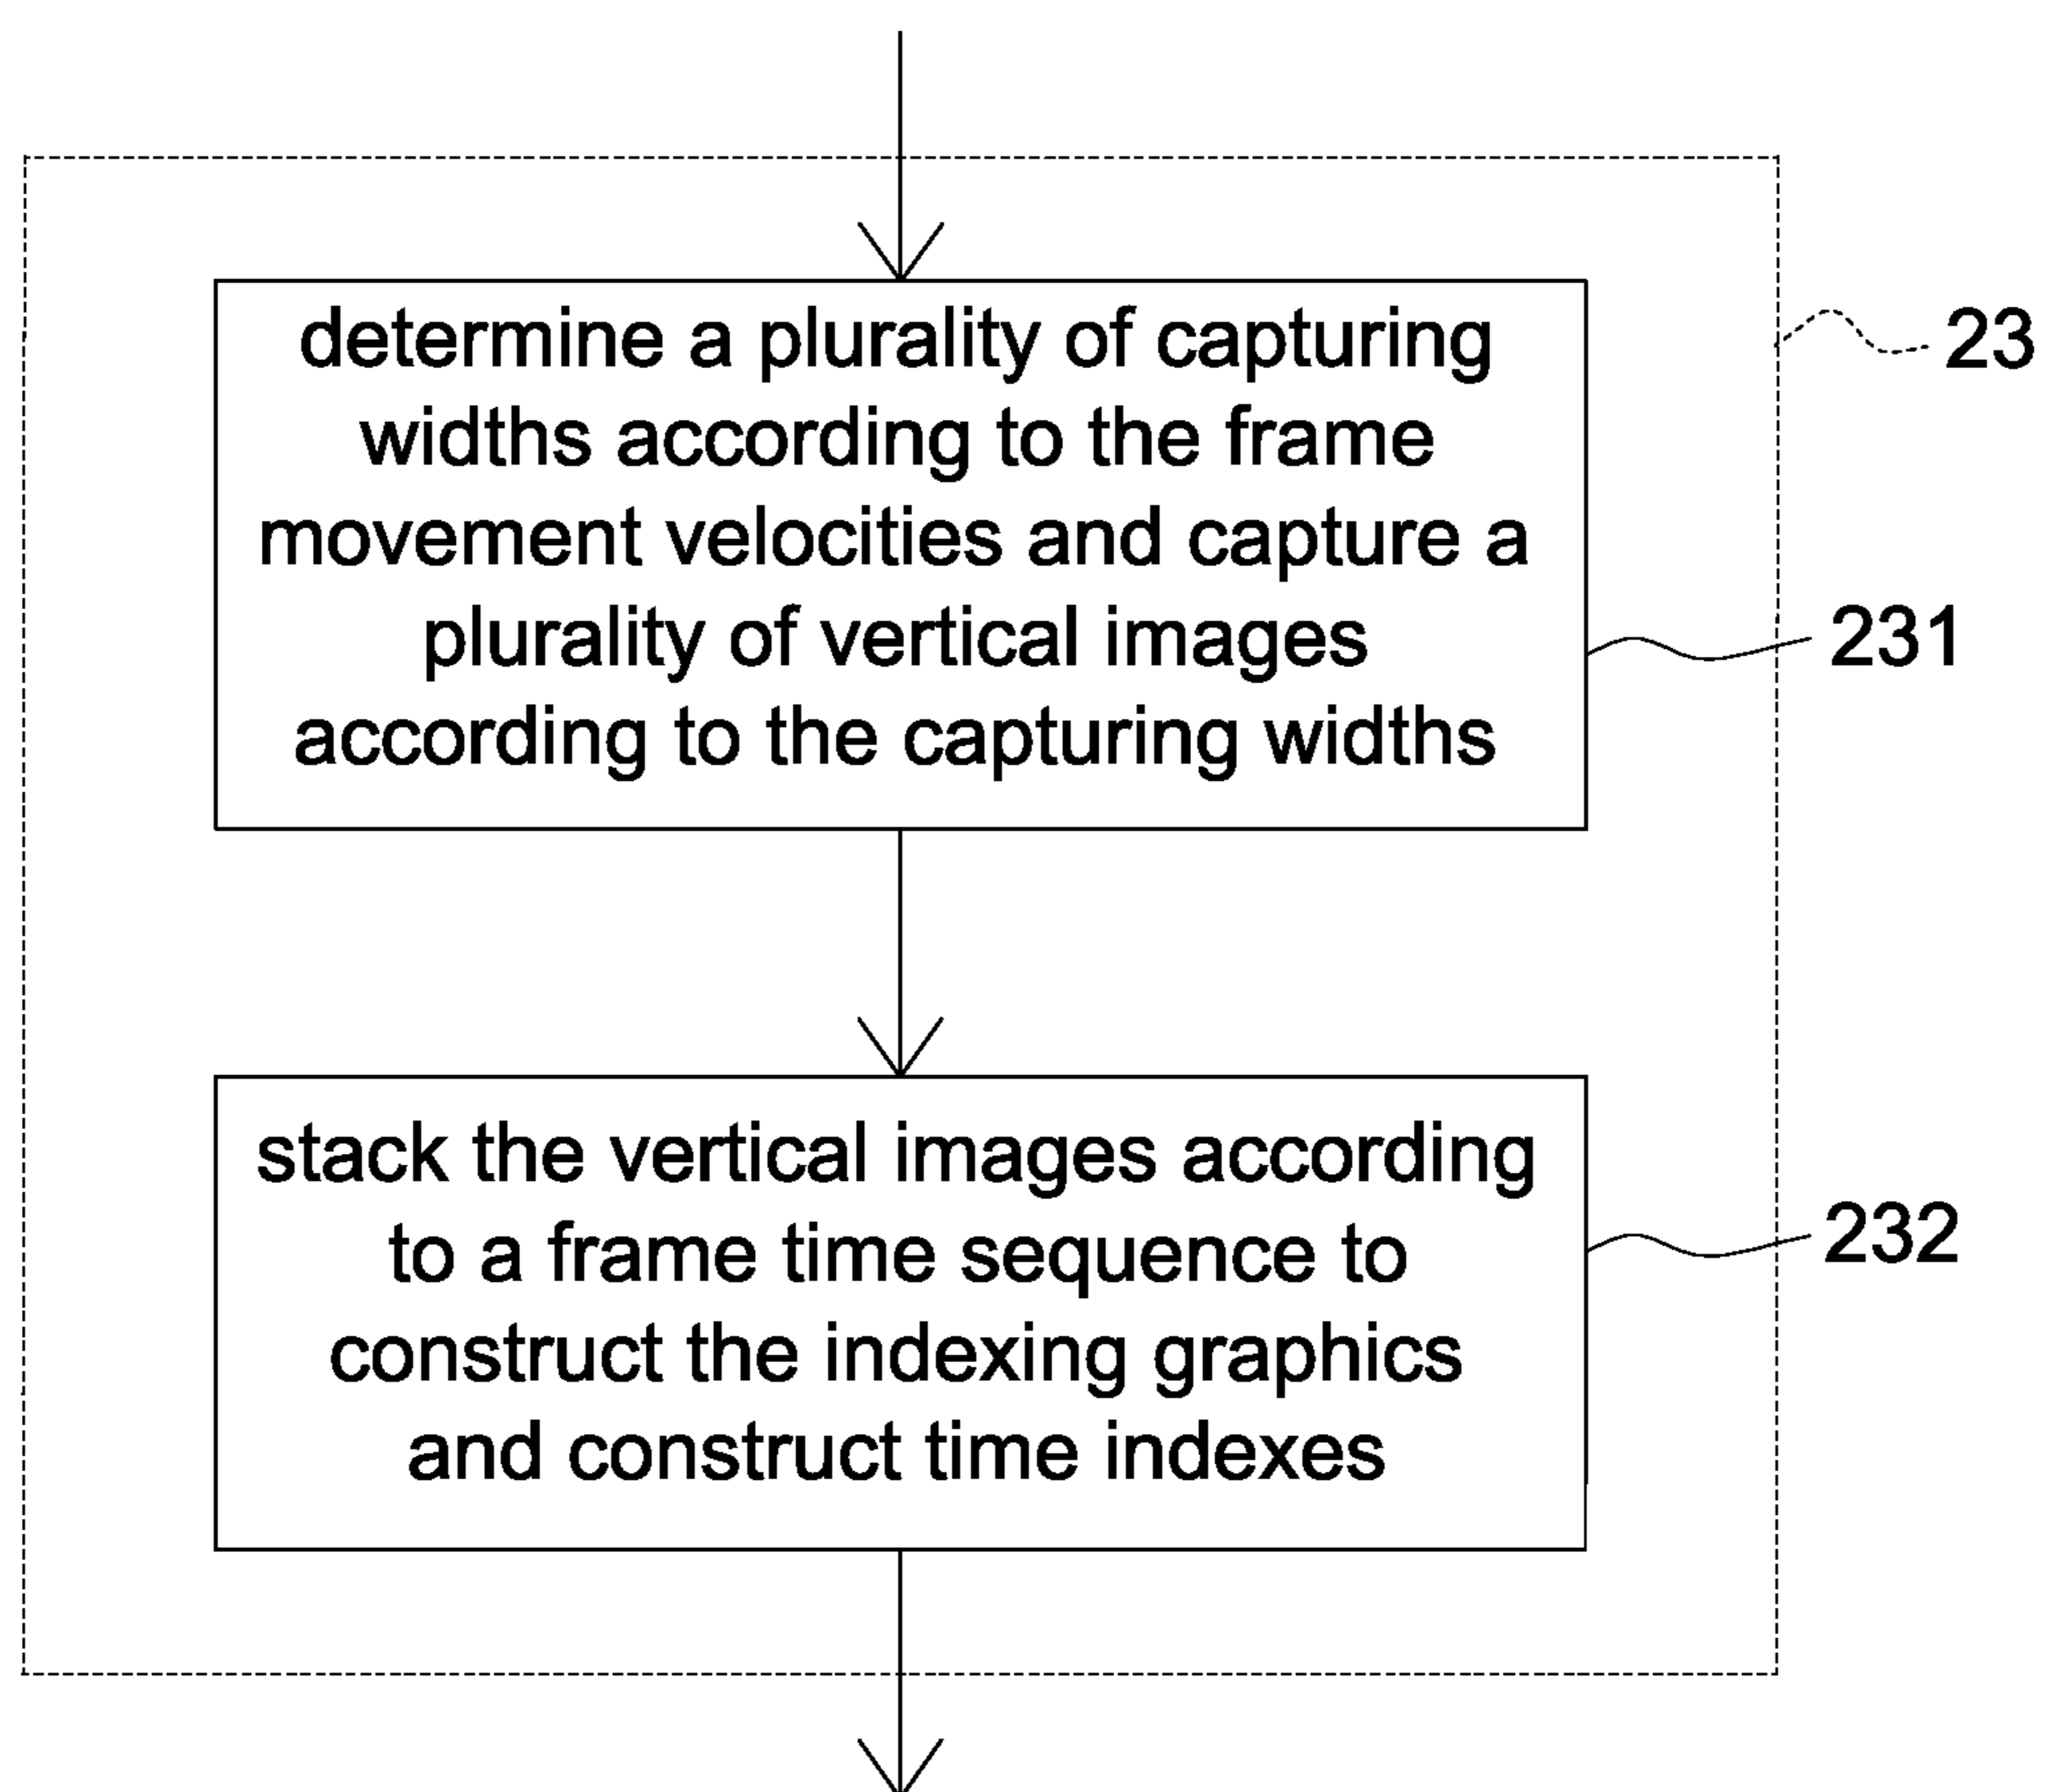 determine a plurality of capturing
widths according to the frame
movement velocities and capture a
plurality of vertical images
according to the capturing widths
23
231
stack the vertical images according
to a frame time sequence to
construct the indexing graphics
and construct time indexes
232